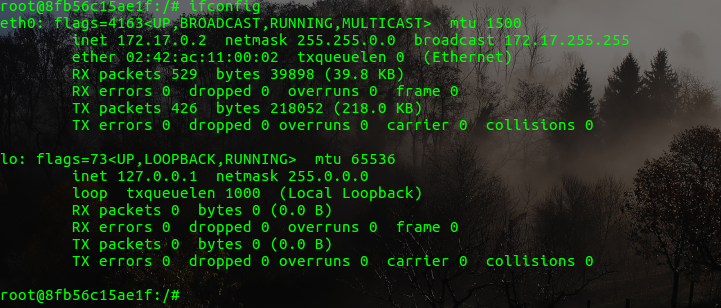 root@8fb56c15ae1f:/# ifconfig
eth0: flags=4163<UP,BROADCAST,RUNNING,MULTICAST>  mtu 1500
        inet 172.17.0.2  netmask 255.255.0.0  broadcast 172.17.255.255
        ether 02:42:ac:11:00:02  txqueuelen 0  (Ethernet)
        RX packets 529  bytes 39898 (39.8 KB)
        RX errors 0  dropped 0  overruns 0  frame 0
        TX packets 426  bytes 218052 (218.0 KB)
        TX errors 0  dropped 0 overruns 0  carrier 0  collisions 0

lo: flags=73<UP,LOOPBACK,RUNNING>  mtu 65536
        inet 127.0.0.1  netmask 255.0.0.0
        loop  txqueuelen 1000  (Local Loopback)
        RX packets 0  bytes 0 (0.0 B)
        RX errors 0  dropped 0  overruns 0  frame 0
        TX packets 0  bytes 0 (0.0 B)
        TX errors 0  dropped 0 overruns 0  carrier 0  collisions 0

root@8fb56c15ae1f:/#